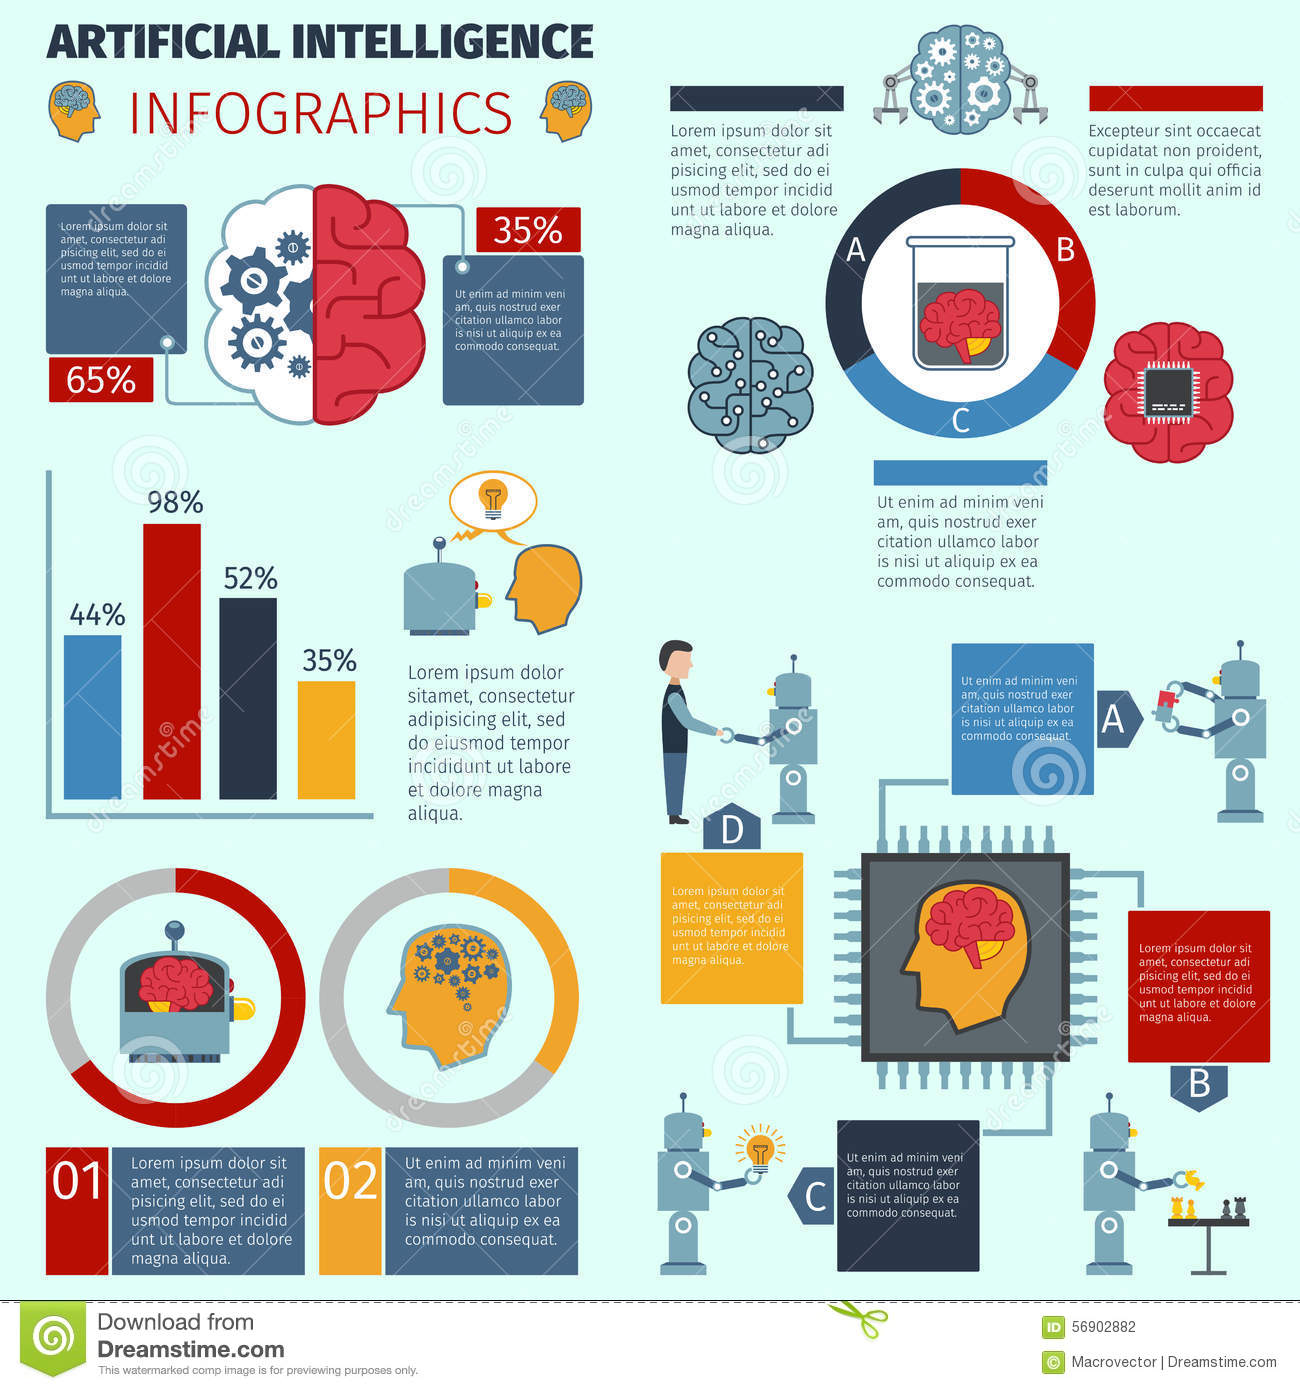 ARTIFICIAL INTELLIGENCE
INFOGRAPHICS
Lorem ipsum dolor sit
amet, consectetur adi
pisicing elit, sed do ei
usmod tempor incidid
unt ut labore et dolore
magna aliqua.
65%
35%
Ut enim ad minim veni
am, quis nostrud exer
citation ullamco labor
is nisi ut aliquip ex ea
commodo consequat.
Lorem ipsum dolor sit
amet, consectetur adi
pisicing elit, sed do ei
usmod tempor incidid
unt ut labore et dolore
magna aliqua.
Excepteur sint occaecat
cupidatat non proident,
sunt in culpa qui officia
deserunt mollit anim id
est laborum.
A
B
C
Ut enim ad minim veni
am, quis nostrud exer
citation ullamco labor
is nisi ut aliquip ex ea
commodo consequat.
44%
98%
52%
35%
Lorem ipsum dolor
sitamet, consectetur
adipisicing elit, sed
do eiusmod tempor
incididunt ut labore
et dolore magna
aliqua.
Ut enim ad minim veni
am, quis nostrud exer
citation ullamco labor
is nisi ut aliquip ex ea
commodo consequat.
A
D
Lorem ipsum dolor sit
amet, consectetur adi
pisicing elit, sed do ei
usmod tempor incidid
unt ut labore et dolore
magna aliqua.
Lorem ipsum dolor sit
amet, consectetur adi
pisicing elit, sed do ei
usmod tempor incidid
unt ut labore et dolore
magna aliqua.
B
C
Ut enim ad minim veni
am, quis nostrud exer
citation ullamco labor
is nisi ut aliquip ex ea
commodo consequat.
01
Lorem ipsum dolor sit
amet, consectetur adi
pisicing elit, sed do ei
usmod tempor incidid
unt ut labore et dolore
magna aliqua.
02
Ut enim ad minim veni
am, quis nostrud exer
citation ullamco labor
is nisi ut aliquip ex ea
commodo consequat.
Download from
Dreamstime.com
This watermarked comp image is for previewing purposes only.
ID 56902882
© Macrovector | Dreamstime.com